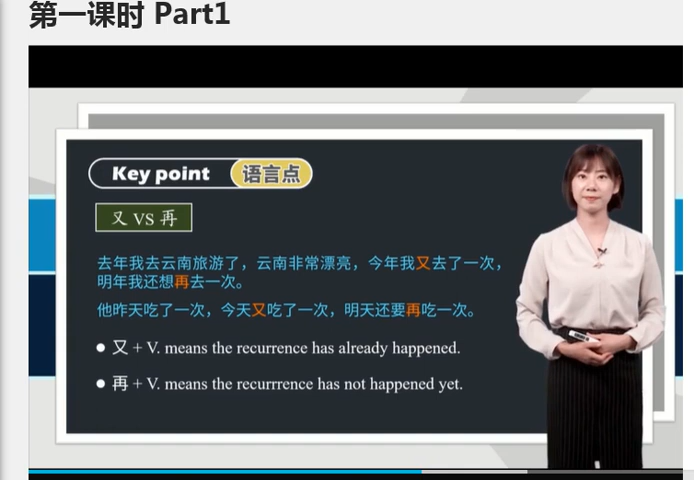 第一课时 Part1
Key point 语言点
又 VS 再
去年我去云南旅游了，云南非常漂亮，今年我又去了一次，
明年我还想再去一次。
他昨天吃了一次，今天又吃了一次，明天还要再吃一次。
● 又 + V. means the recurrence has already happened.
● 再 + V. means the recurrrence has not happened yet.